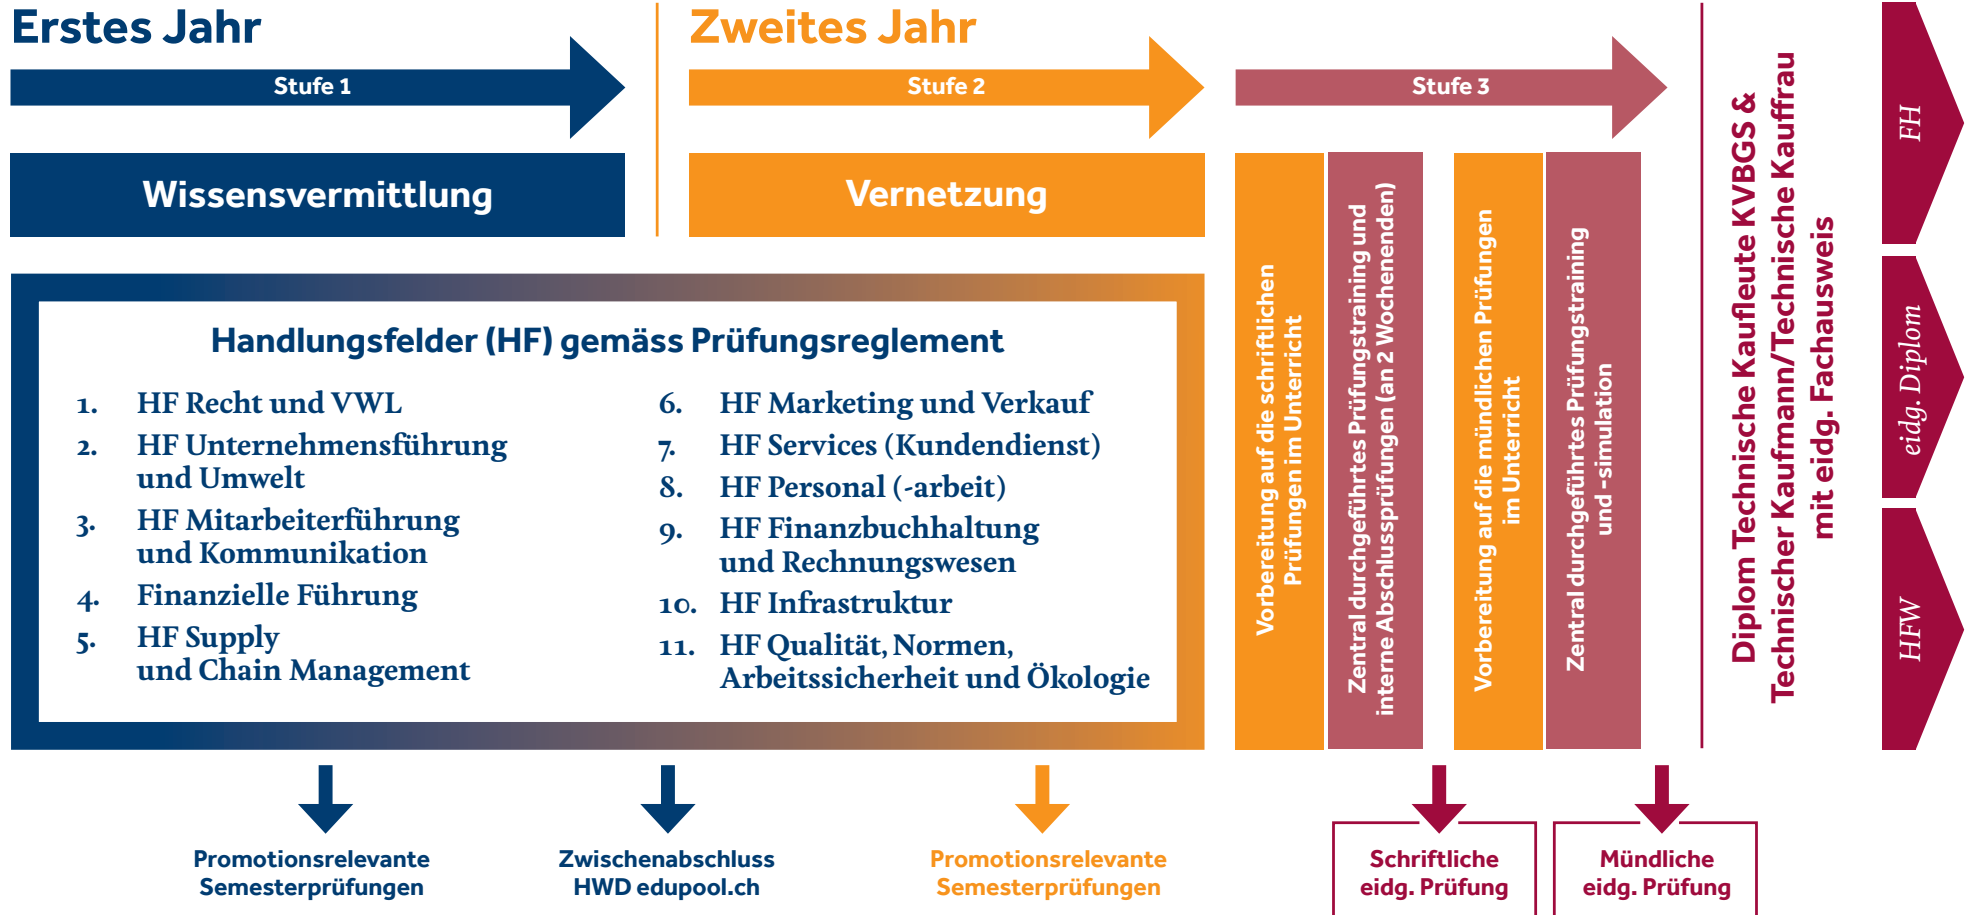 Erstes Jahr
Zweites Jahr
Stufe 1
Stufe 2
Stufe 3
Wissensvermittlung
Vernetzung
Handlungsfelder (HF) gemäss Prüfungsreglement
1. HF Recht und VWL
2. HF Unternehmensführung
und Umwelt
3. HF Mitarbeiterführung
und Kommunikation
4. Finanzielle Führung
5. HF Supply
und Chain Management
6. HF Marketing und Verkauf
7. HF Services (Kundendienst)
8. HF Personal (-arbeit)
9. HF Finanzbuchhaltung
und Rechnungswesen
10. HF Infrastruktur
11. HF Qualität, Normen,
Arbeitssicherheit und Ökologie
Vorbereitung auf die schriftlichen
Prüfungen im Unterricht
Zentral durchgeführtes Prüfungstraining und
interne Abschlussprüfungen (an 2 Wochenenden)
Vorbereitung auf die mündlichen Prüfungen
im Unterricht
Zentral durchgeführtes Prüfungstraining
und -simulation
Diplom Technische Kaufleute KVBGS &
Technischer Kaufmann/Technische Kauffrau
mit eidg. Fachausweis
FH
eidg. Diplom
HFW
Promotionsrelevante
Semesterprüfungen
Zwischenabschluss
HWD edupool.ch
Promotionsrelevante
Semesterprüfungen
Schriftliche
eidg. Prüfung
Mündliche
eidg. Prüfung